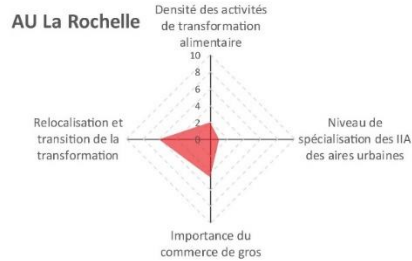 AU La Rochelle
Densité des activités
de transformation
alimentaire
10
8
6
4
2
0
Relocalisation et
transition de la
transformation
Niveau de
spécialisation des IIA
des aires urbaines
Importance du
commerce de gros